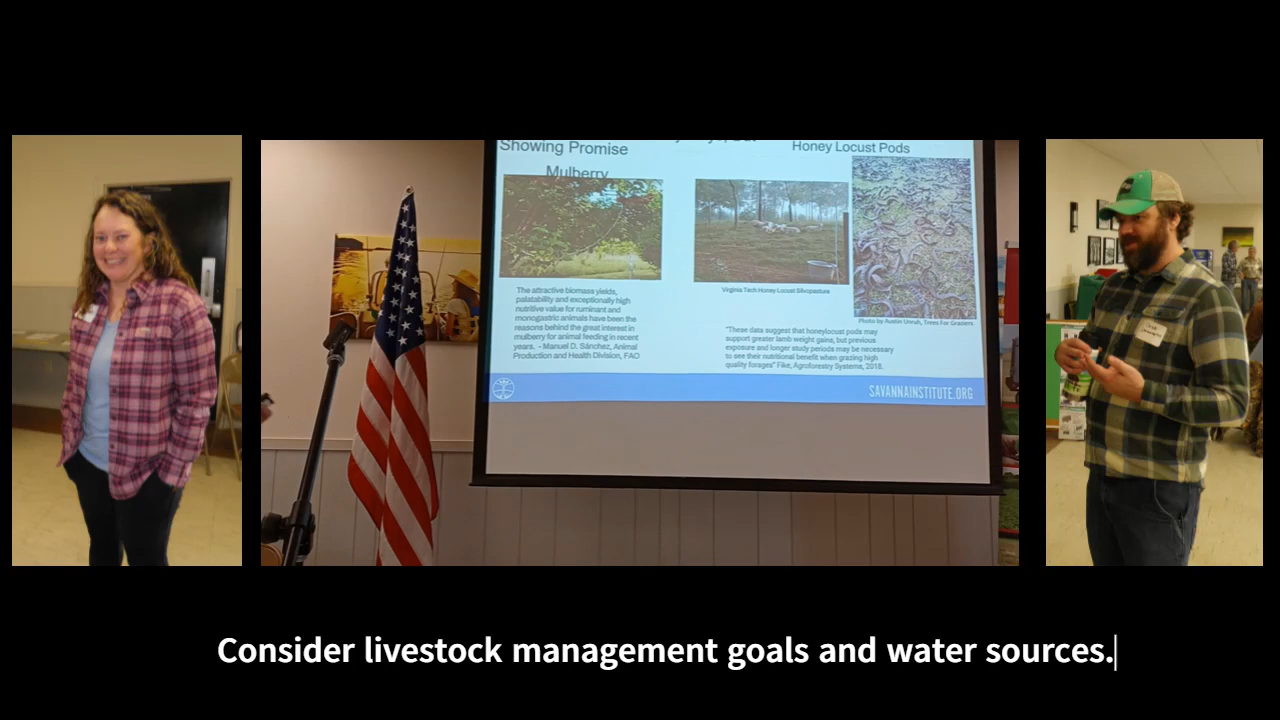 Showing Promise
Mulberry
Honey Locust Pods
The attractive biomass yields,
palatability and exceptionally high
nutritive value for ruminant and
monogastric animals have been the
reasons behind the great interest in
mulberry for animal feeding in recent
years. - Manuel D. Sánchez, Animal
Production and Health Division, FAO
Virginia Tech Honey Locust Silvopasture
Photo by Austin Unruh, Trees For Graziers
"These data suggest that honeylocust pods may
support greater lamb weight gains, but previous
exposure and longer study periods may be necessary
to see their nutritional benefit when grazing high
quality forages" Fike, Agroforestry Systems, 2018.
SAVANNAINSTITUTE.ORG
Consider livestock management goals and water sources.